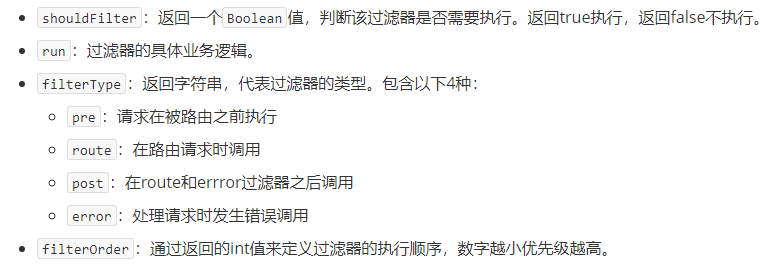 shouldFilter：返回一个Boolean值，判断该过滤器是否需要执行。返回true执行，返回false不执行。
run：过滤器的具体业务逻辑。
filterType：返回字符串，代表过滤器的类型。包含以下4种：
pre：请求在被路由之前执行
route：在路由请求时调用
post：在route和errror过滤器之后调用
error：处理请求时发生错误调用
filterOrder：通过返回的int值来定义过滤器的执行顺序，数字越小优先级越高。